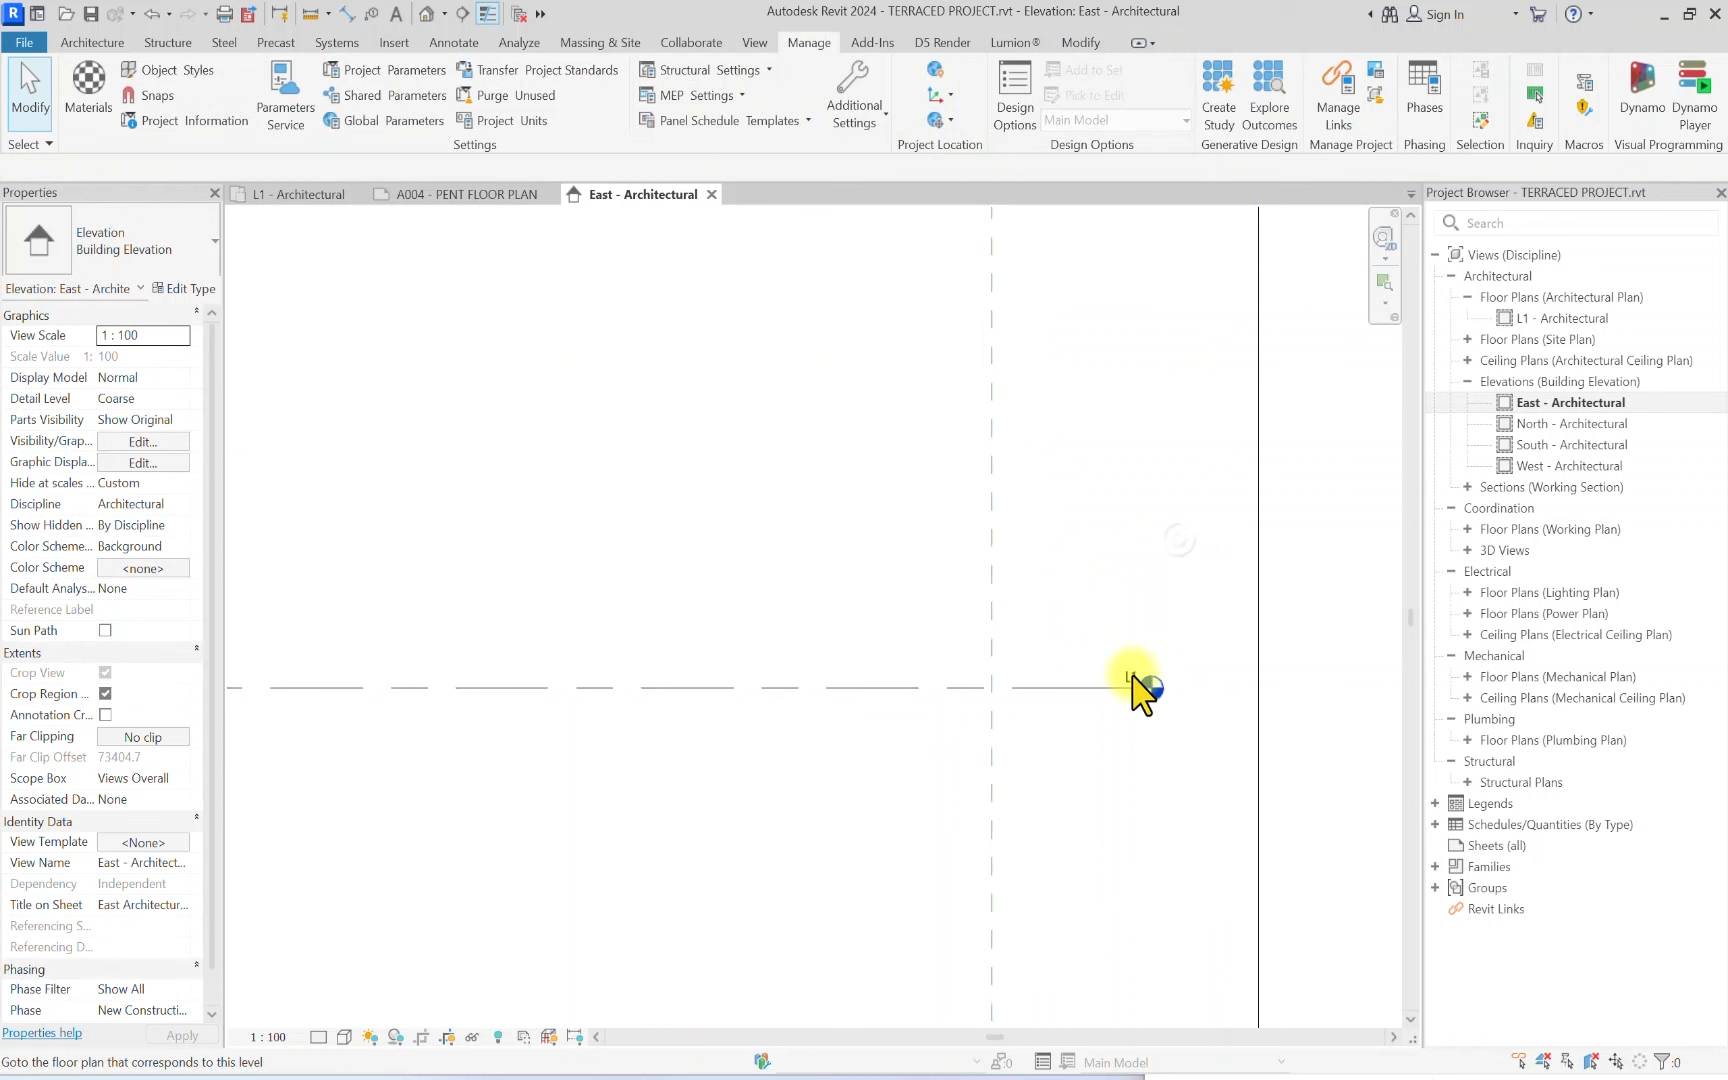 Autodesk Revit 2024 - TERRACED PROJECT.rvt - Elevation: East - Architectural
Sign In
File Architecture Structure Steel Precast Systems Insert Annotate Analyze Massing & Site Collaborate View Manage Add-Ins D5 Render Lumion® Modify
Modify
Select
Materials
Object Styles
Snaps
Project Information
Parameters Service
Project Parameters
Shared Parameters
Global Parameters
Transfer Project Standards
Purge Unused
Project Units
Settings
Structural Settings
MEP Settings
Panel Schedule Templates
Additional Settings
Project Location
Design Options
Add to Set
Pick to Edit
Main Model
Design Options
Create Study
Explore Outcomes
Generative Design
Manage Links
Manage Project
Phases
Phasing
Selection
Inquiry
Macros
Dynamo
Dynamo Player
Visual Programming
Properties
L1 - Architectural
A004 - PENT FLOOR PLAN
East - Architectural
Elevation
Building Elevation
Elevation: East - Archite
Edit Type
Graphics
View Scale 1 : 100
Scale Value 1: 100
Display Model Normal
Detail Level Coarse
Parts Visibility Show Original
Visibility/Grap... Edit...
Graphic Displa... Edit...
Hide at scales ... Custom
Discipline Architectural
Show Hidden ... By Discipline
Color Scheme... Background
Color Scheme <none>
Default Analys... None
Reference Label
Sun Path
Extents
Crop View
Crop Region ...
Annotation Cr...
Far Clipping No clip
Far Clip Offset 73404.7
Scope Box Views Overall
Associated Da... None
Identity Data
View Template <None>
View Name East - Architect...
Dependency Independent
Title on Sheet East Architectur...
Referencing S...
Referencing D...
Phasing
Phase Filter Show All
Phase New Constructi...
Properties help
Apply
2D
Project Browser - TERRACED PROJECT.rvt
Search
Views (Discipline)
Architectural
Floor Plans (Architectural Plan)
L1 - Architectural
Floor Plans (Site Plan)
Ceiling Plans (Architectural Ceiling Plan)
Elevations (Building Elevation)
East - Architectural
North - Architectural
South - Architectural
West - Architectural
Sections (Working Section)
Coordination
Floor Plans (Working Plan)
3D Views
Electrical
Floor Plans (Lighting Plan)
Floor Plans (Power Plan)
Ceiling Plans (Electrical Ceiling Plan)
Mechanical
Floor Plans (Mechanical Plan)
Ceiling Plans (Mechanical Ceiling Plan)
Plumbing
Floor Plans (Plumbing Plan)
Structural
Structural Plans
Legends
Schedules/Quantities (By Type)
Sheets (all)
Families
Groups
Revit Links
1 : 100
Goto the floor plan that corresponds to this level
:0
Main Model
:0